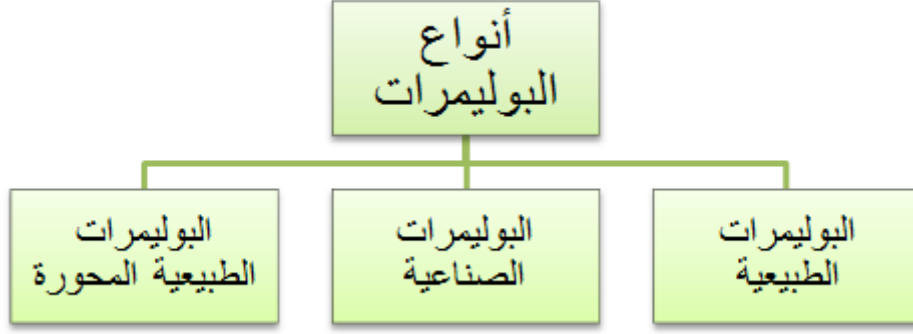 أنواع
البوليمرات
البوليمرات
الطبيعية
البوليمرات
الصناعية
البوليمرات
الطبيعية المحورة